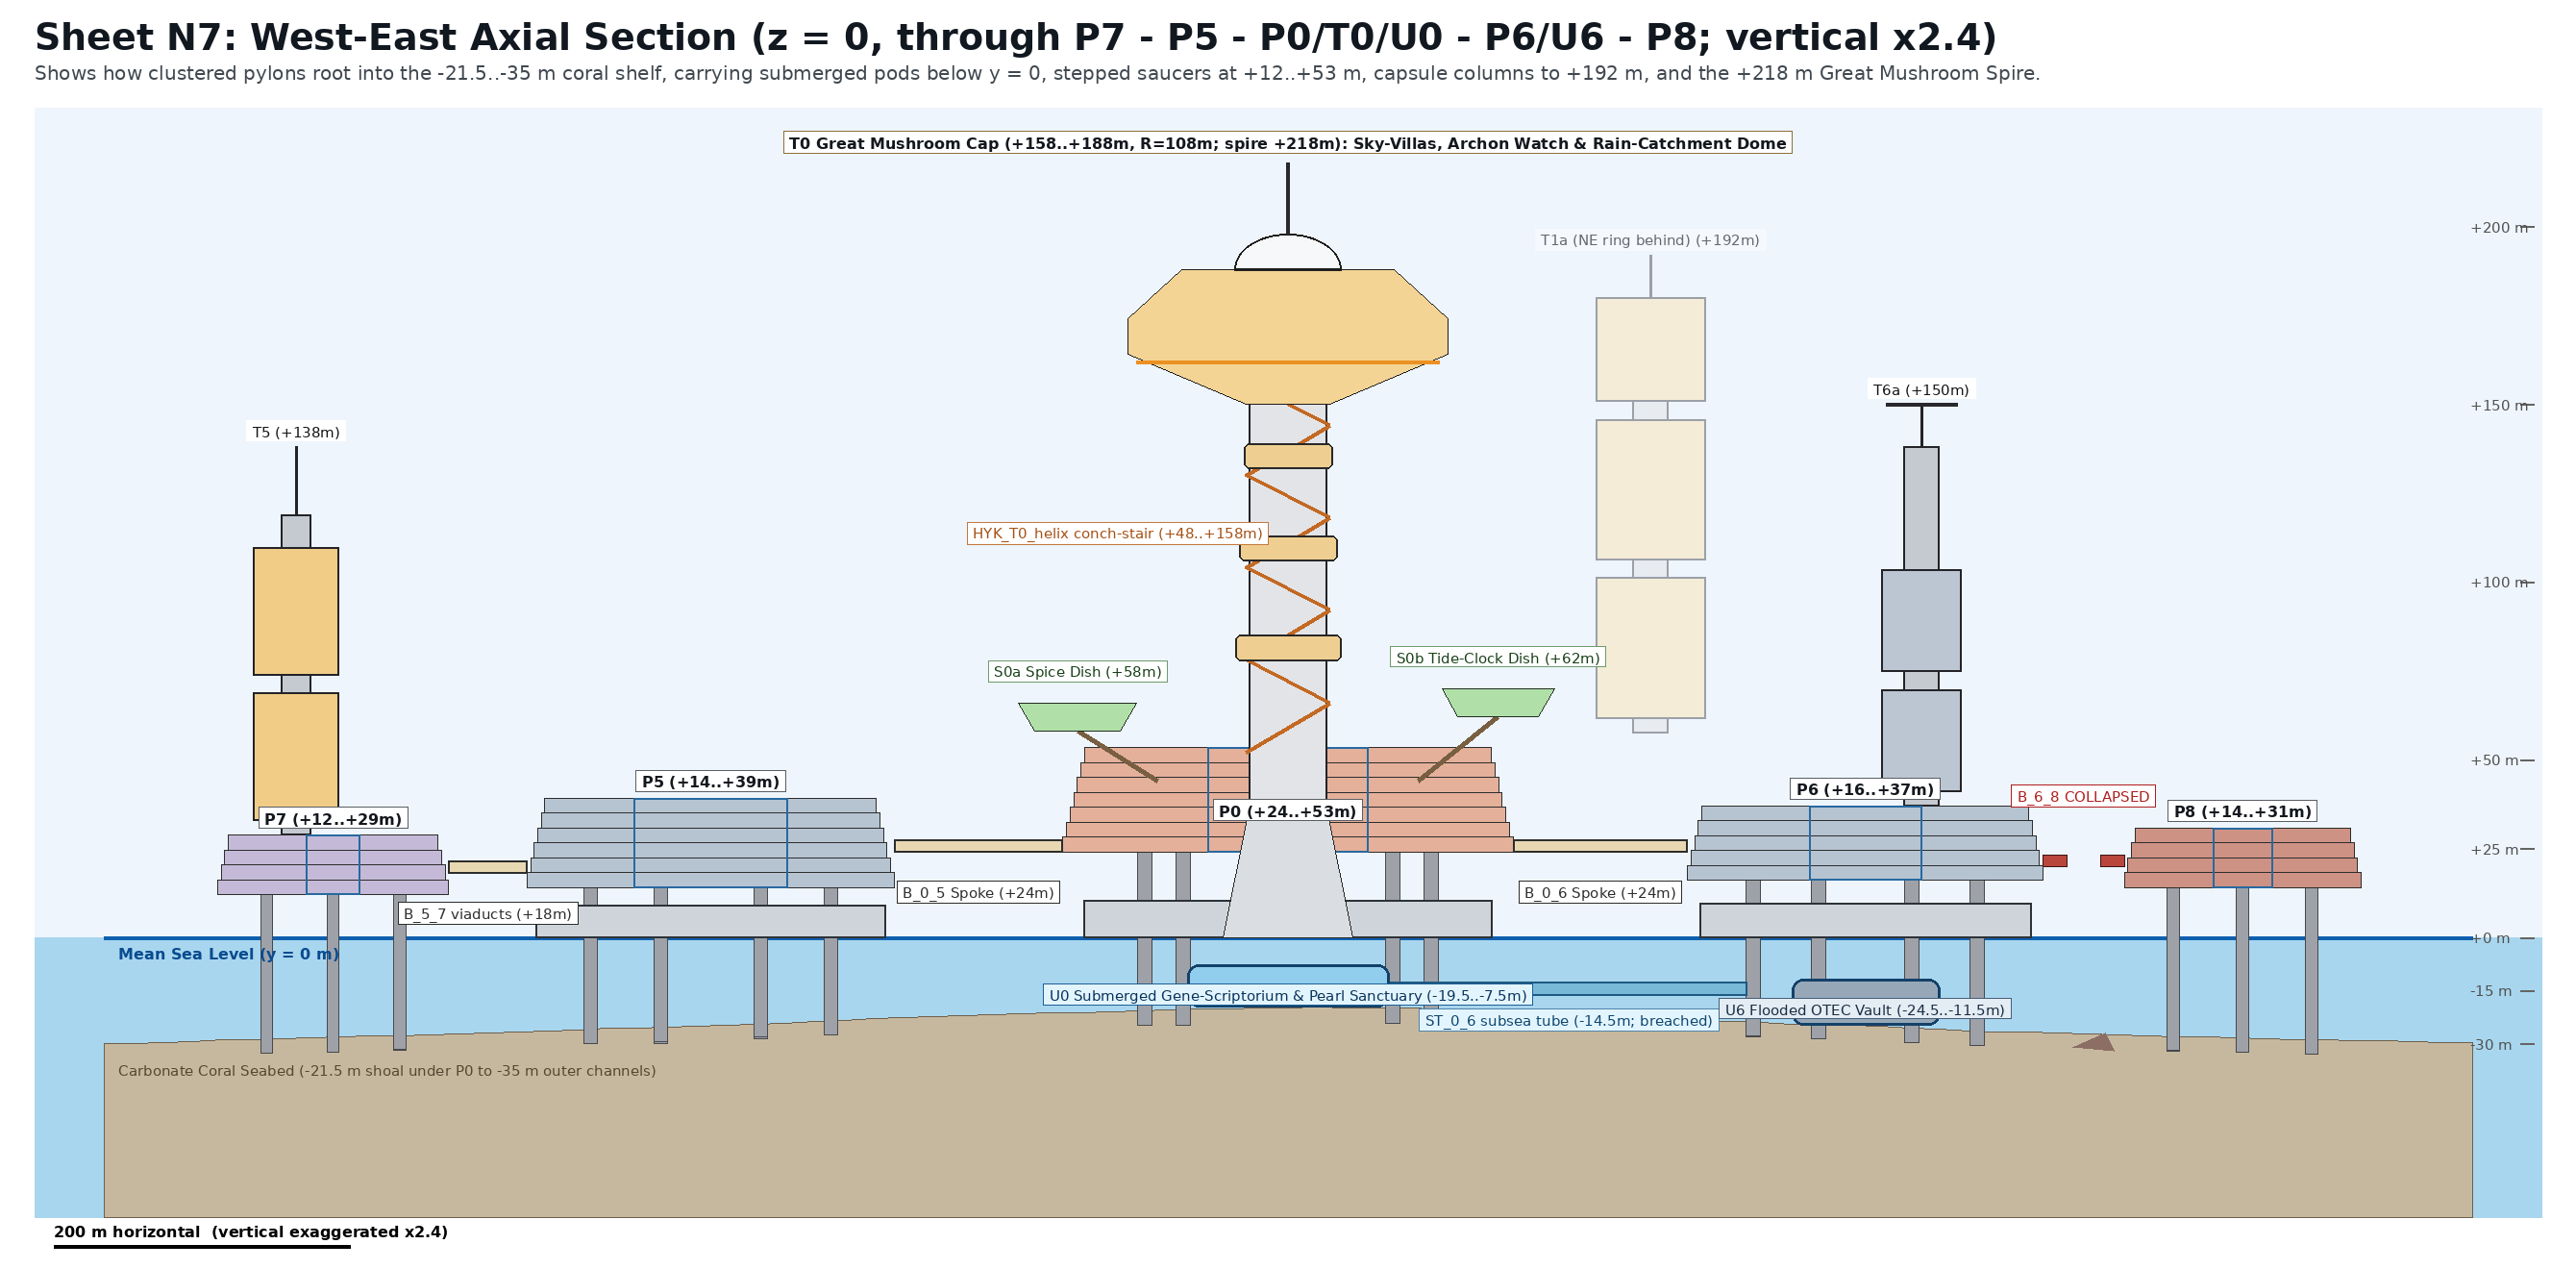 Sheet N7: West-East Axial Section (z = 0, through P7 - P5 - P0/T0/U0 - P6/U6 - P8; vertical x2.4)
Shows how clustered pylons root into the -21.5..-35 m coral shelf, carrying submerged pods below y = 0, stepped saucers at +12..+53 m, capsule columns to +192 m, and the +218 m Great Mushroom Spire.
T0 Great Mushroom Cap (+158..+188m, R=108m; spire +218m): Sky-Villas, Archon Watch & Rain-Catchment Dome
+200 m
T1a (NE ring behind) (+192m)
T6a (+150m)
+150 m
T5 (+138m)
HYK_T0_helix conch-stair (+48..+158m)
+100 m
S0b Tide-Clock Dish (+62m)
S0a Spice Dish (+58m)
+50 m
P5 (+14..+39m)
P6 (+16..+37m)
B_6_8 COLLAPSED
P7 (+12..+29m)
P0 (+24..+53m)
P8 (+14..+31m)
+25 m
B_0_5 Spoke (+24m)
B_0_6 Spoke (+24m)
B_5_7 viaducts (+18m)
+0 m
Mean Sea Level (y = 0 m)
-15 m
U0 Submerged Gene-Scriptorium & Pearl Sanctuary (-19.5..-7.5m)
U6 Flooded OTEC Vault (-24.5..-11.5m)
ST_0_6 subsea tube (-14.5m; breached)
-30 m
Carbonate Coral Seabed (-21.5 m shoal under P0 to -35 m outer channels)
200 m horizontal  (vertical exaggerated x2.4)